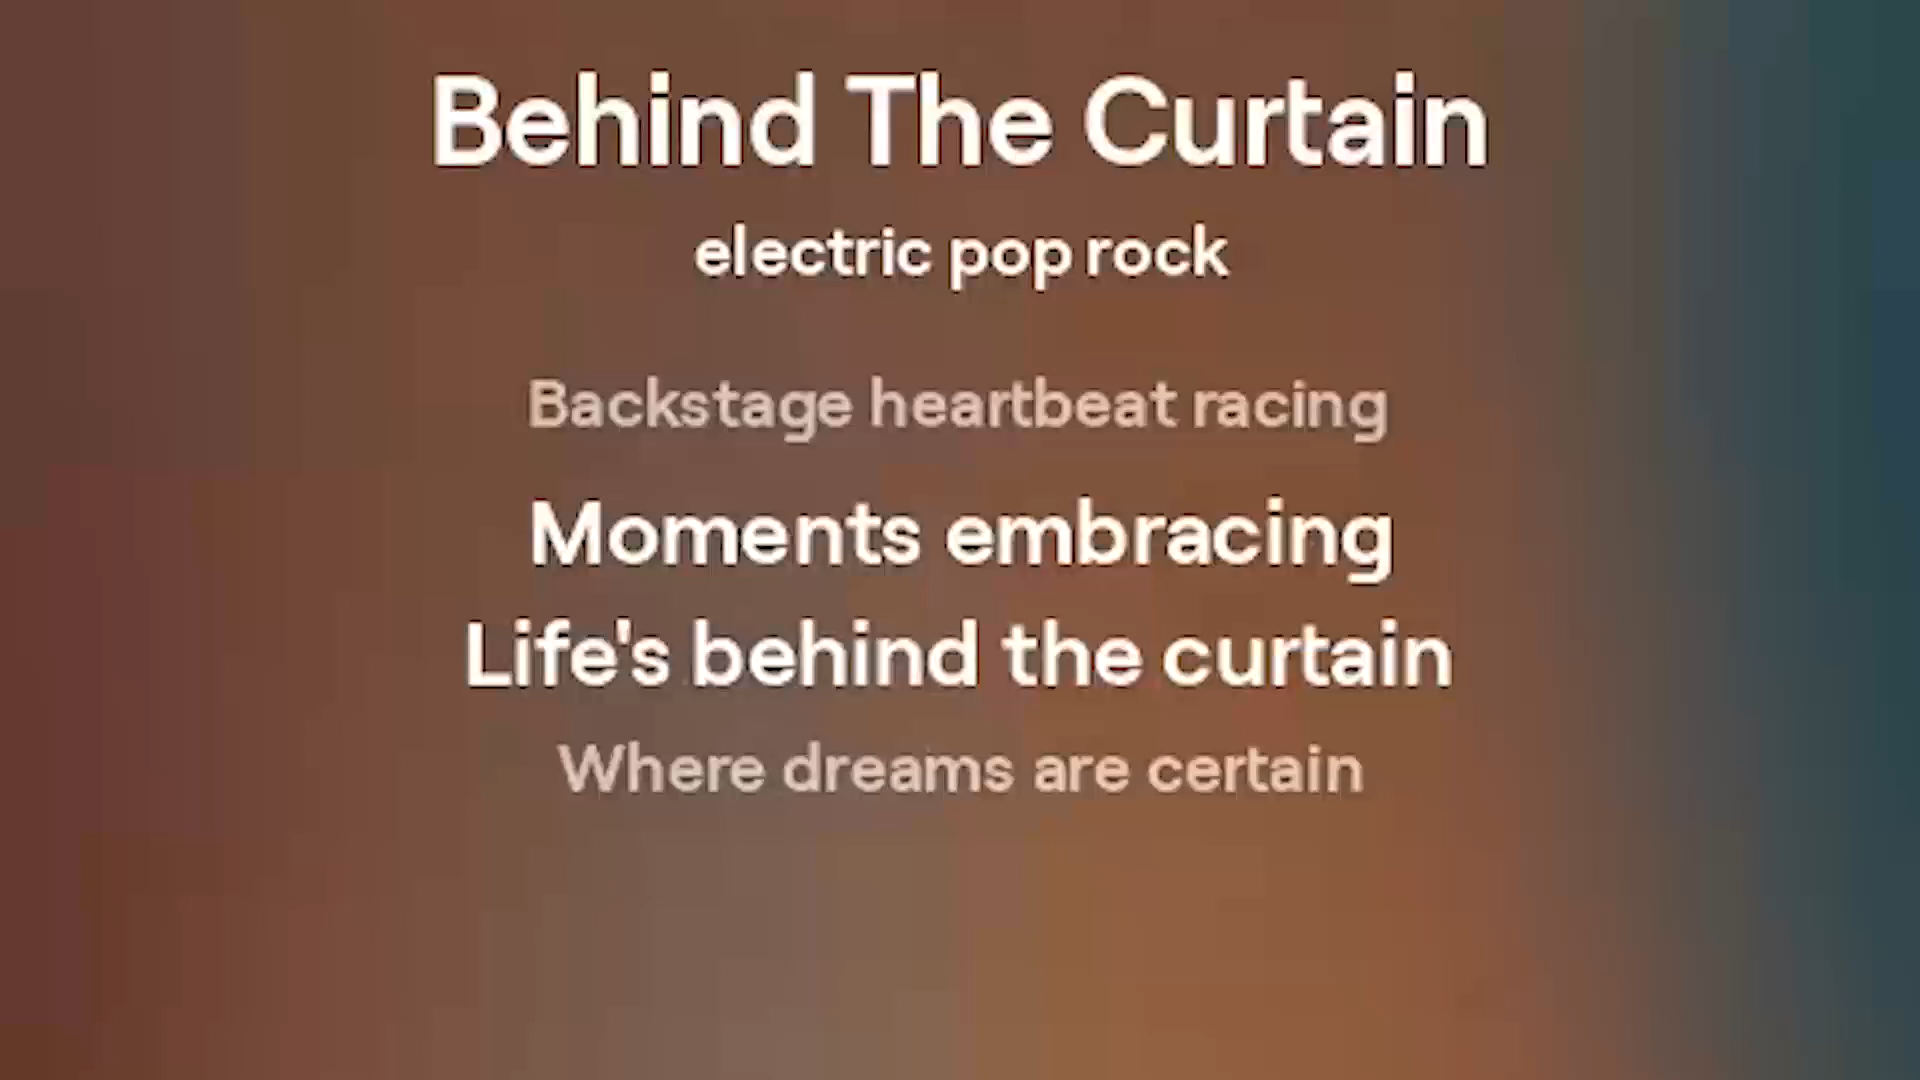 Behind The Curtain
electric pop rock
Backstage heartbeat racing
Moments embracing
Life's behind the curtain
Where dreams are certain